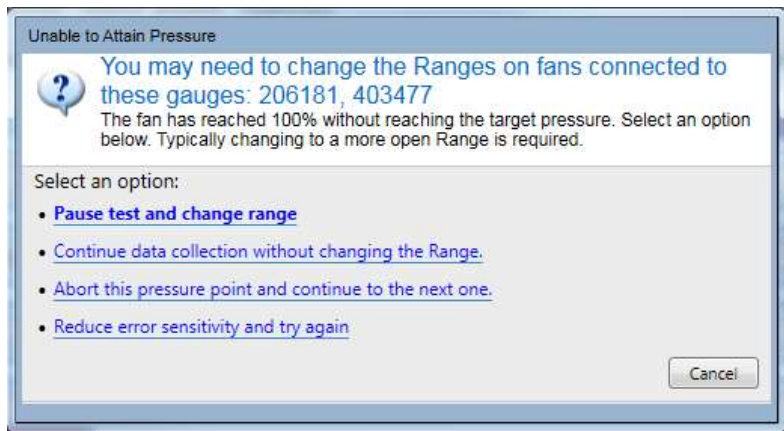 Unable to Attain Pressure
You may need to change the Ranges on fans connected to
these gauges: 206181, 403477
The fan has reached 100% without reaching the target pressure. Select an option
below. Typically changing to a more open Range is required.
Select an option:
• Pause test and change range
• Continue data collection without changing the Range.
• Abort this pressure point and continue to the next one.
• Reduce error sensitivity and try again
Cancel